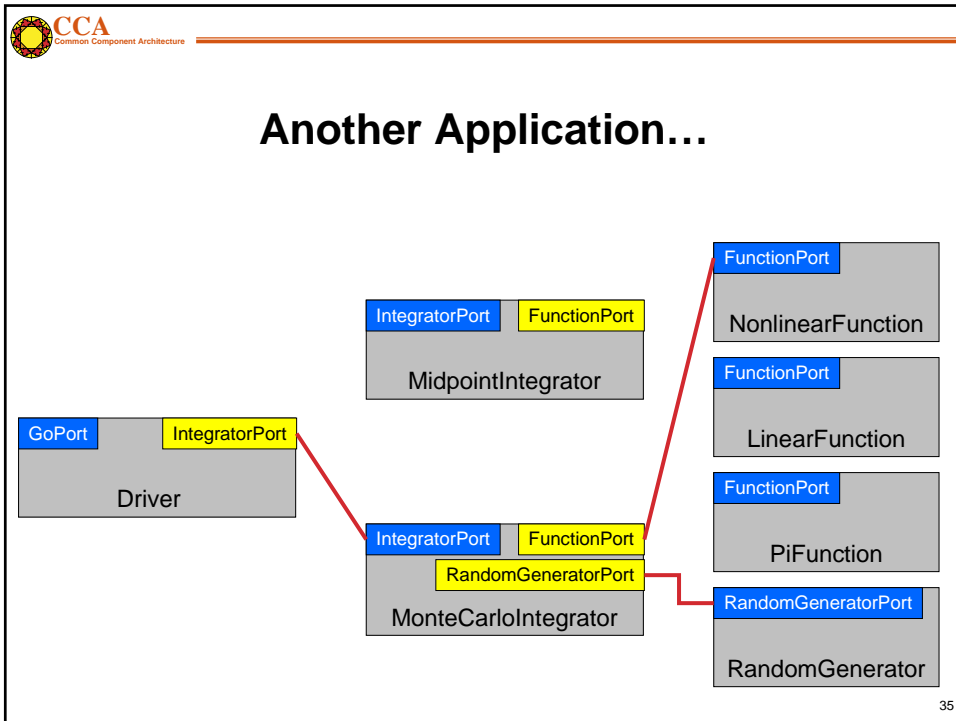 CCA
Common Component Architecture
Another Application…
FunctionPort
NonlinearFunction
IntegratorPort FunctionPort
MidpointIntegrator
FunctionPort
LinearFunction
GoPort IntegratorPort
Driver
FunctionPort
PiFunction
IntegratorPort FunctionPort
RandomGeneratorPort
MonteCarloIntegrator
RandomGeneratorPort
RandomGenerator
35